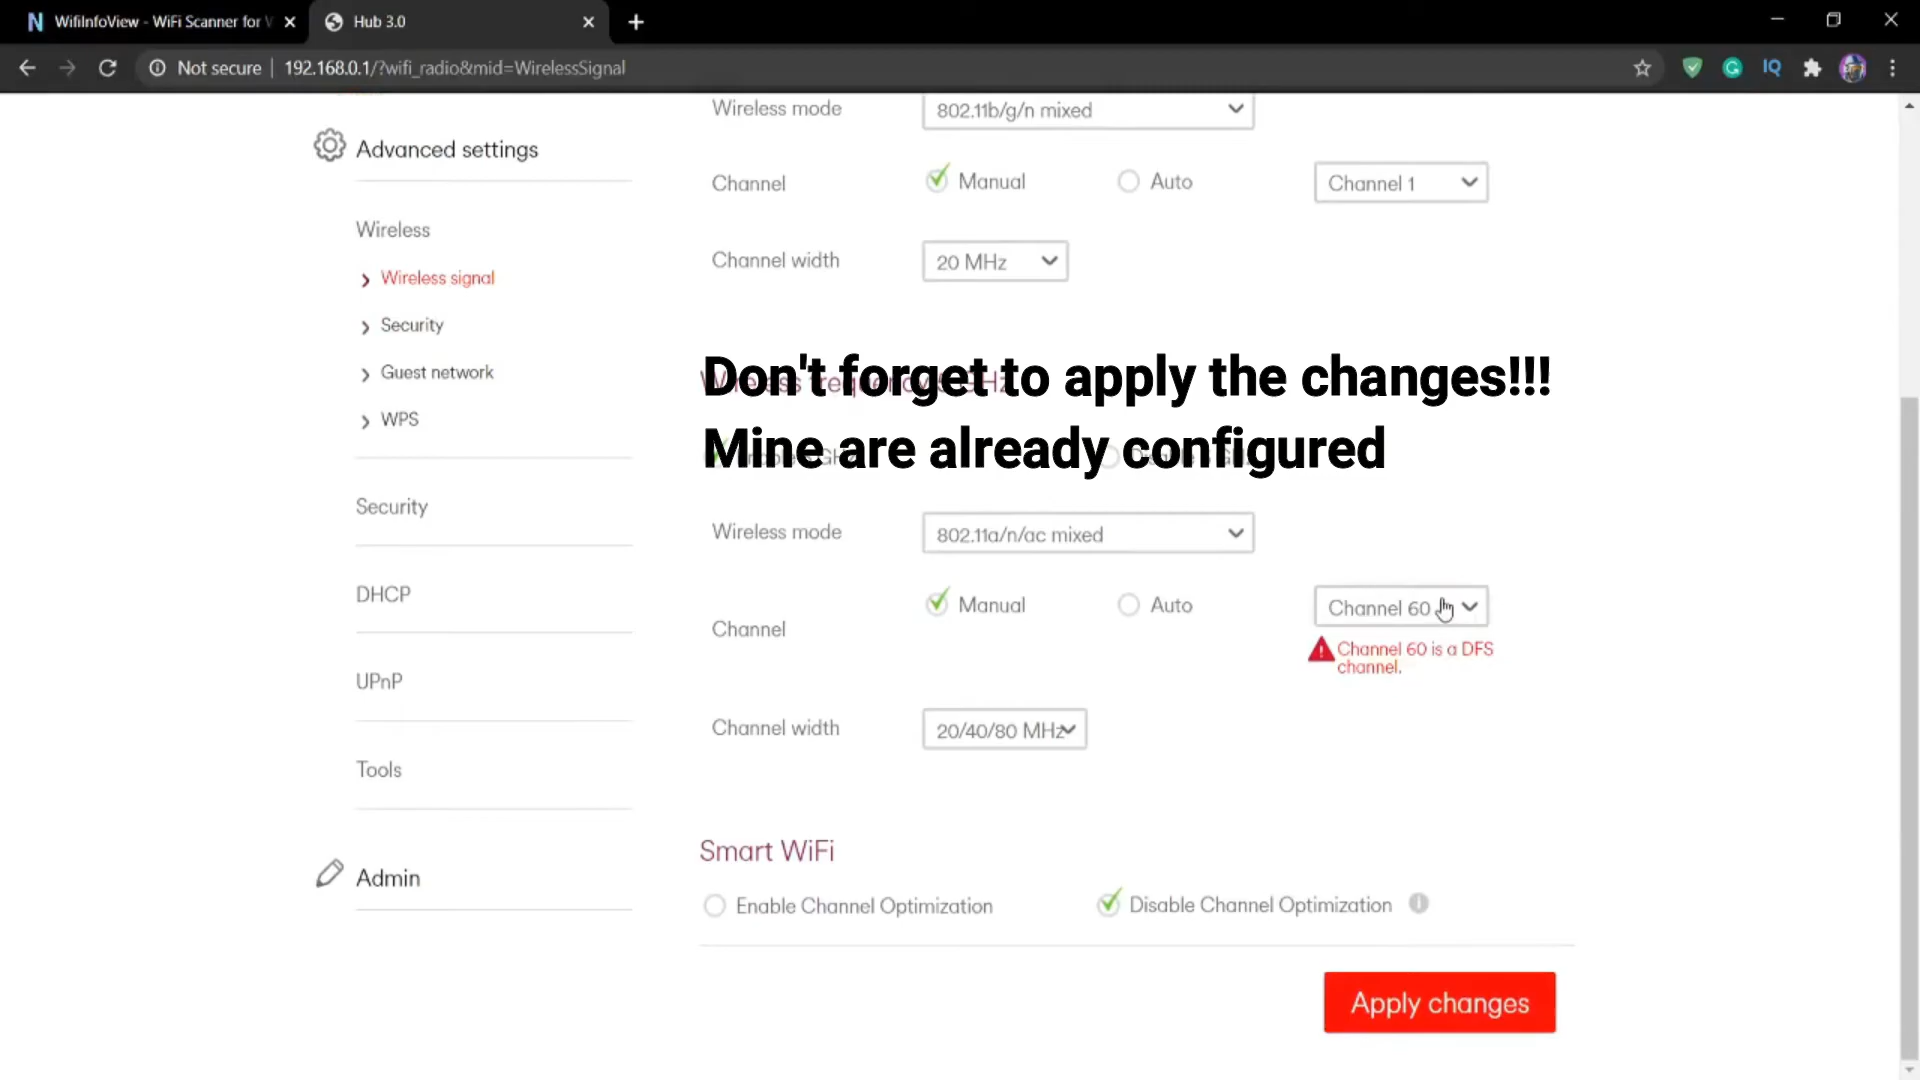 WifiInfoView - WiFi Scanner for
Hub 3.0
Not secure
192.168.0.1/?wifi_radio&mid=WirelessSignal
IQ
Advanced settings
Wireless
Wireless signal
Security
Guest network
WPS
Security
DHCP
UPnP
Tools
Admin
Wireless mode
802.11b/g/n mixed
Channel
Manual
Auto
Channel 1
Channel width
20 MHz
Don't forget to apply the changes!!!
Mine are already configured
Wireless mode
802.11a/n/ac mixed
Channel
Manual
Auto
Channel 60
Channel 60 is a DFS
channel.
Channel width
20/40/80 MHz
Smart WiFi
Enable Channel Optimization
Disable Channel Optimization
Apply changes